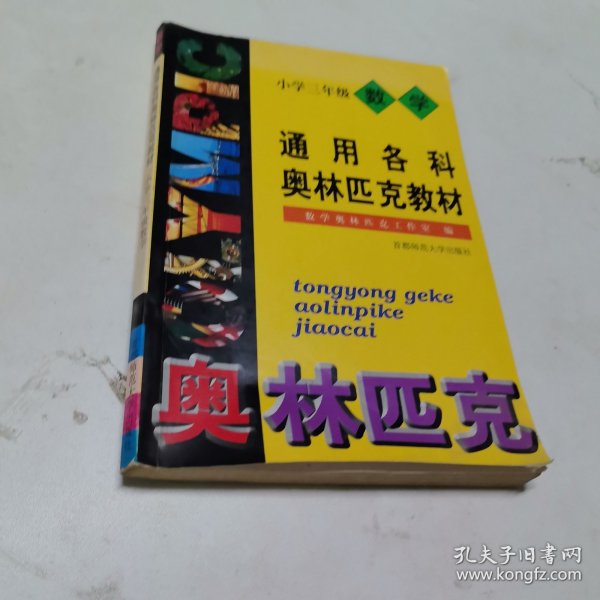 小学三年级 数学
通用各科
奥林匹克教材
数学奥林匹克工作室 编
首都师范大学出版社
tongyong geke
aolinpike
jiaocai
奥林匹克
OLYMPIC
孔夫子旧书网
www.kongfz.com